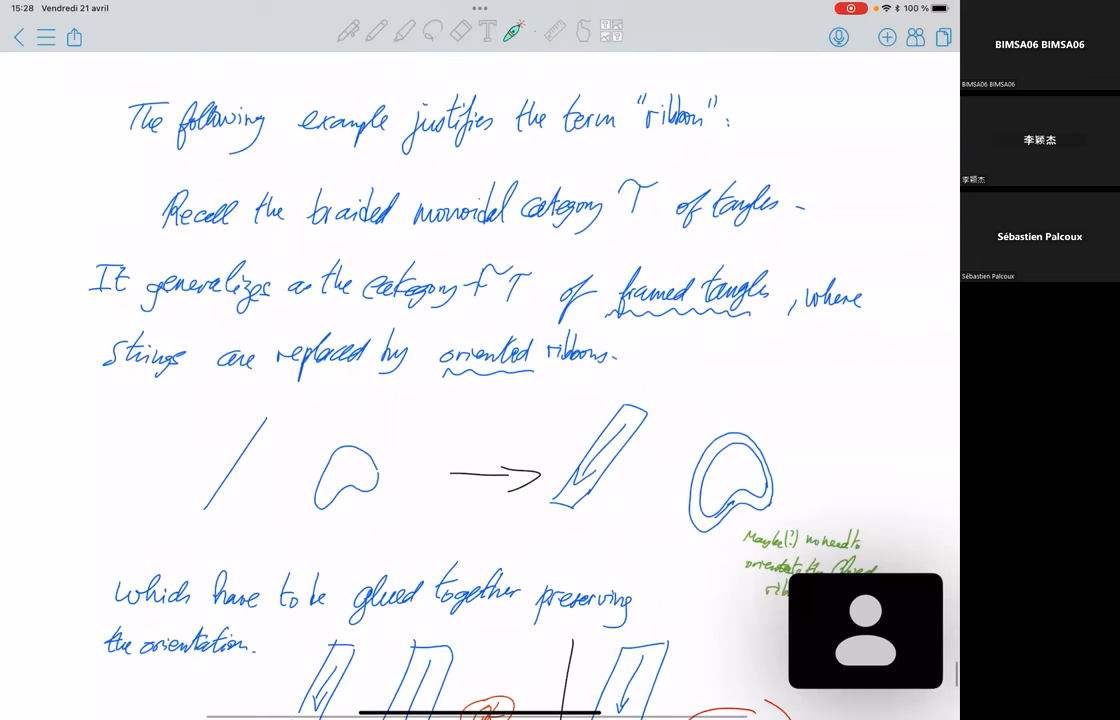 15:28 Vendredi 21 avril
100 %
The following example justifies the term "ribbon":
Recall the braided monoidal category T of tangles.
It generalizes as the category fT of framed tangles, where
strings are replaced by oriented ribbons.
Maybe(?) no need to
orientate the closed
which have to be glued together preserving
the orientation.
BIMSA06 BIMSA06
BIMSA06 BIMSA06
李颖杰
李颖杰
Sébastien Palcoux
Sébastien Palcoux